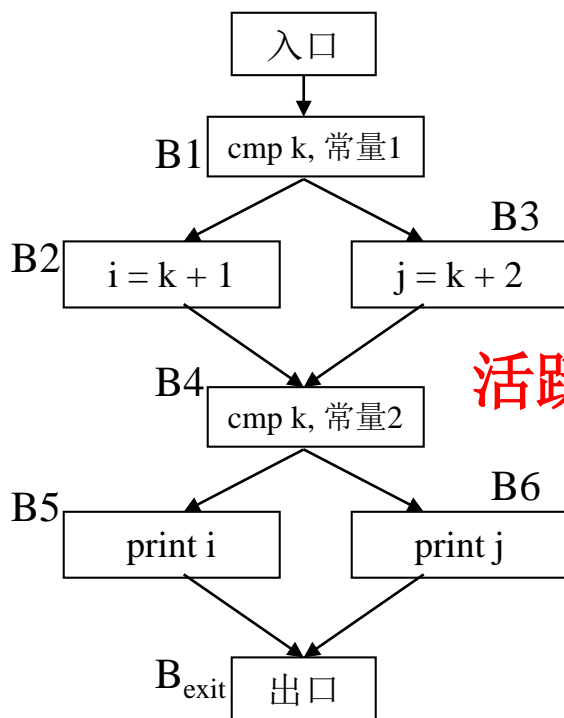 入口
B1
cmp k, 常量1
B3
B2
i = k + 1
j = k + 2
B4
活跃
cmp k, 常量2
B6
B5
print i
print j
Bexit
出口